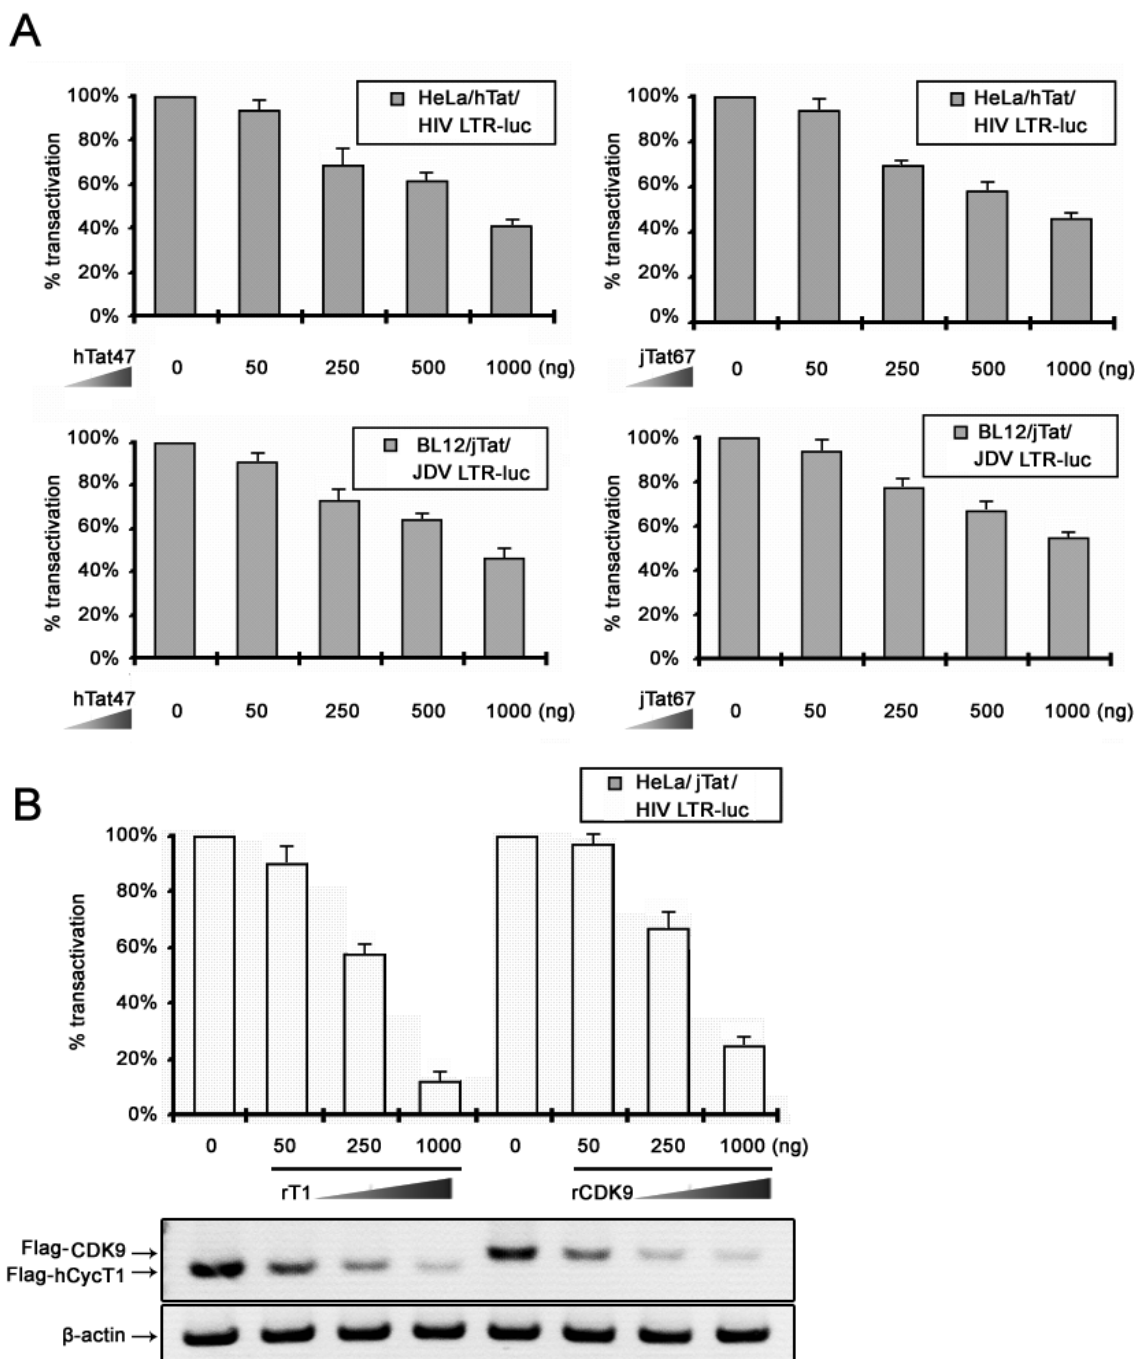 A
100%
80%
60%
40%
20%
0%
% transactivation
HeLa/hTat/
HIV LTR-luc
hTat47
0 50 250 500 1000 (ng)
100%
80%
60%
40%
20%
0%
% transactivation
HeLa/hTat/
HIV LTR-luc
jTat67
0 50 250 500 1000 (ng)
100%
80%
60%
40%
20%
0%
% transactivation
BL12/jTat/
JDV LTR-luc
hTat47
0 50 250 500 1000 (ng)
100%
80%
60%
40%
20%
0%
% transactivation
BL12/jTat/
JDV LTR-luc
jTat67
0 50 250 500 1000 (ng)
B
HeLa/ jTat/
HIV LTR-luc
100%
80%
60%
40%
20%
0%
% transactivation
0 50 250 1000 0 50 250 1000 (ng)
rT1 rCDK9
Flag-CDK9
Flag-hCycT1
β-actin